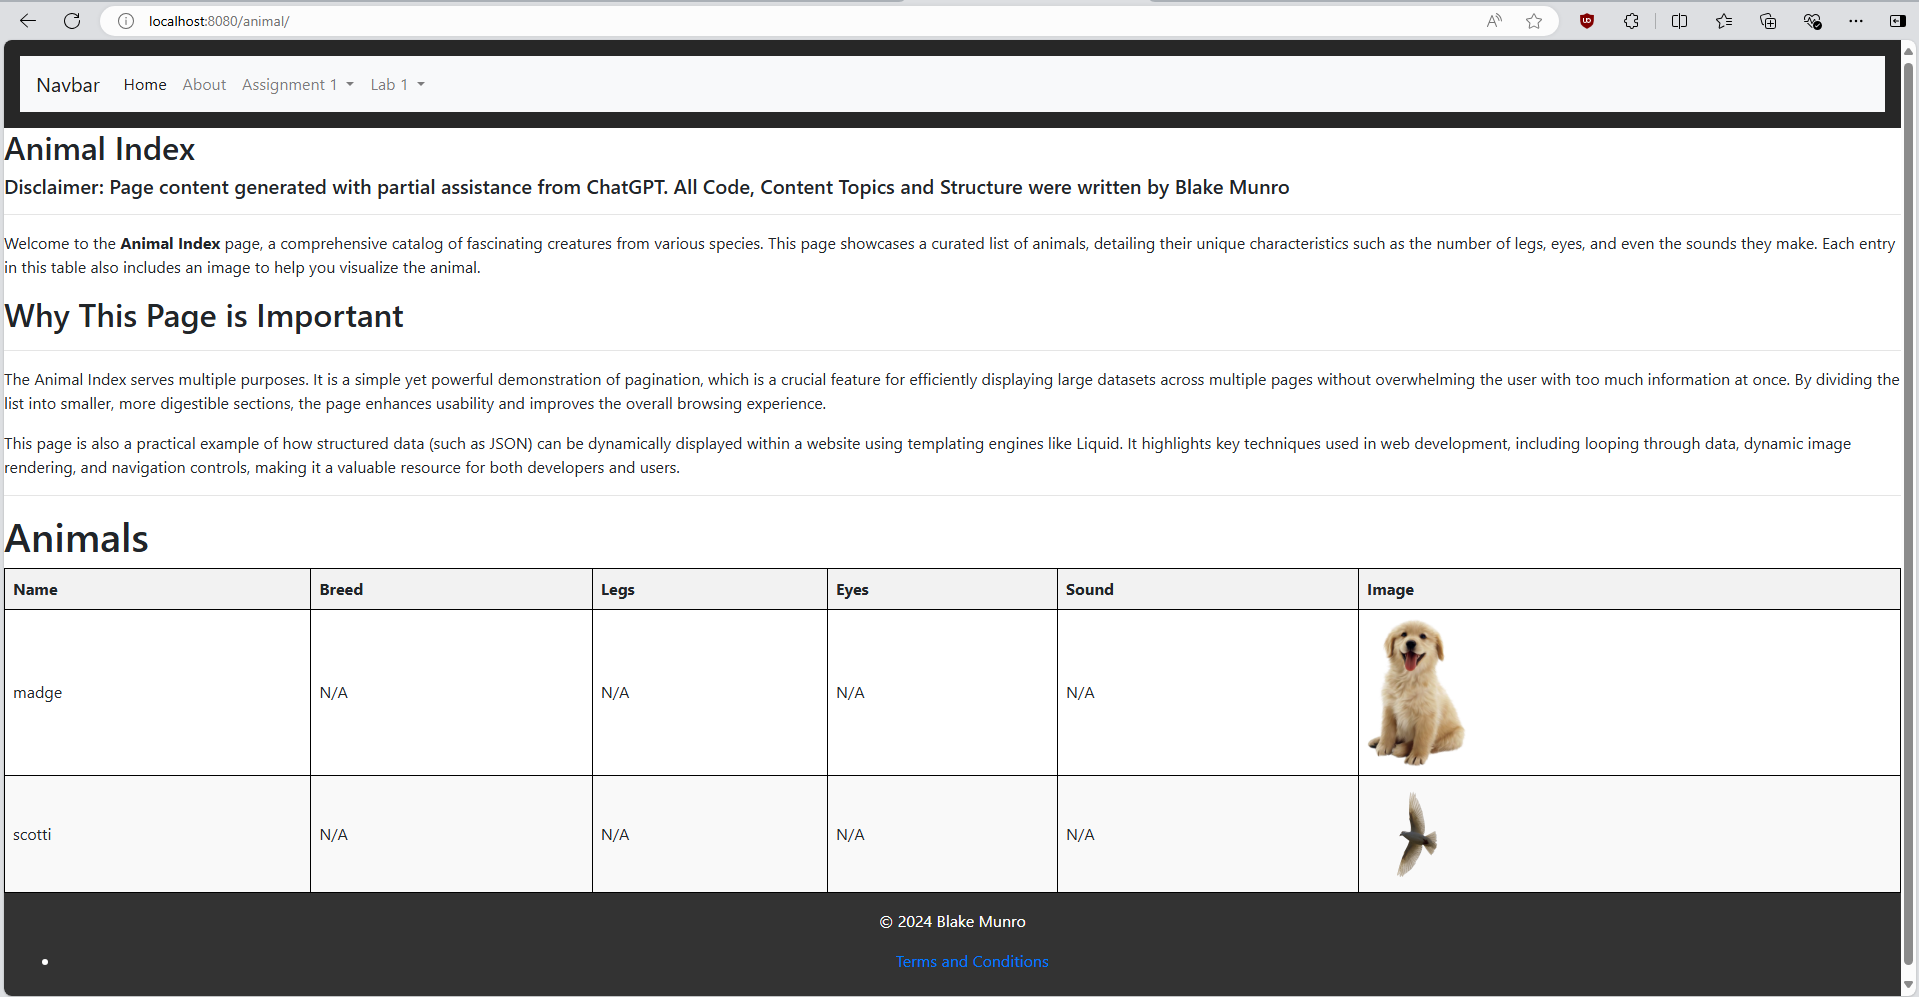 localhost:8080/animal/
Navbar Home About Assignment 1 Lab 1
Animal Index
Disclaimer: Page content generated with partial assistance from ChatGPT. All Code, Content Topics and Structure were written by Blake Munro
Welcome to the Animal Index page, a comprehensive catalog of fascinating creatures from various species. This page showcases a curated list of animals, detailing their unique characteristics such as the number of legs, eyes, and even the sounds they make. Each entry
in this table also includes an image to help you visualize the animal.
Why This Page is Important
The Animal Index serves multiple purposes. It is a simple yet powerful demonstration of pagination, which is a crucial feature for efficiently displaying large datasets across multiple pages without overwhelming the user with too much information at once. By dividing the
list into smaller, more digestible sections, the page enhances usability and improves the overall browsing experience.
This page is also a practical example of how structured data (such as JSON) can be dynamically displayed within a website using templating engines like Liquid. It highlights key techniques used in web development, including looping through data, dynamic image
rendering, and navigation controls, making it a valuable resource for both developers and users.
Animals
Name Breed Legs Eyes Sound Image
madge N/A N/A N/A N/A
scotti N/A N/A N/A N/A
© 2024 Blake Munro
Terms and Conditions